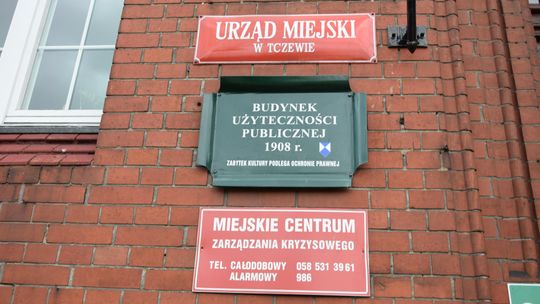 URZĄD MIEJSKI
W TCZEWIE
BUDYNEK
UŻYTECZNOŚCI
PUBLICZNEJ
1908 r.
ZABYTEK KULTURY PODLEGA OCHRONIE PRAWNEJ
MIEJSKIE CENTRUM
ZARZĄDZANIA KRYZYSOWEGO
TEL. CAŁODOBOWY 058 531 39 61
ALARMOWY 986